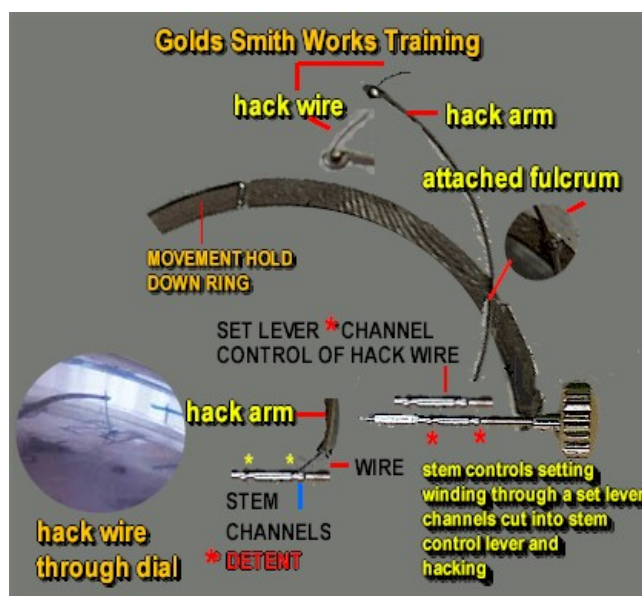 Golds Smith Works Training
hack wire
hack arm
attached fulcrum
MOVEMENT HOLD
DOWN RING
SET LEVER *CHANNEL
CONTROL OF HACK WIRE
hack arm
WIRE
STEM
CHANNELS
* DETENT
stem controls setting
winding through a set lever
channels cut into stem
control lever and
hacking
hack wire
through dial